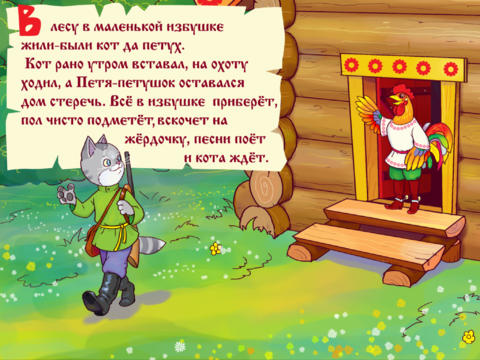 В лесу в маленькой избушке
жили-были кот да петух.
Кот рано утром вставал, на охоту
ходил, а Петя-петушок оставался
дом стеречь. Всё в избушке приберёт,
пол чисто подметёт, вскочет на
жёрдочку, песни поёт
и кота ждёт.